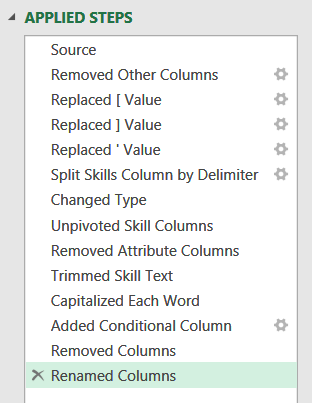 APPLIED STEPS
Source
Removed Other Columns
Replaced [ Value
Replaced ] Value
Replaced ' Value
Split Skills Column by Delimiter
Changed Type
Unpivoted Skill Columns
Removed Attribute Columns
Trimmed Skill Text
Capitalized Each Word
Added Conditional Column
Removed Columns
Renamed Columns